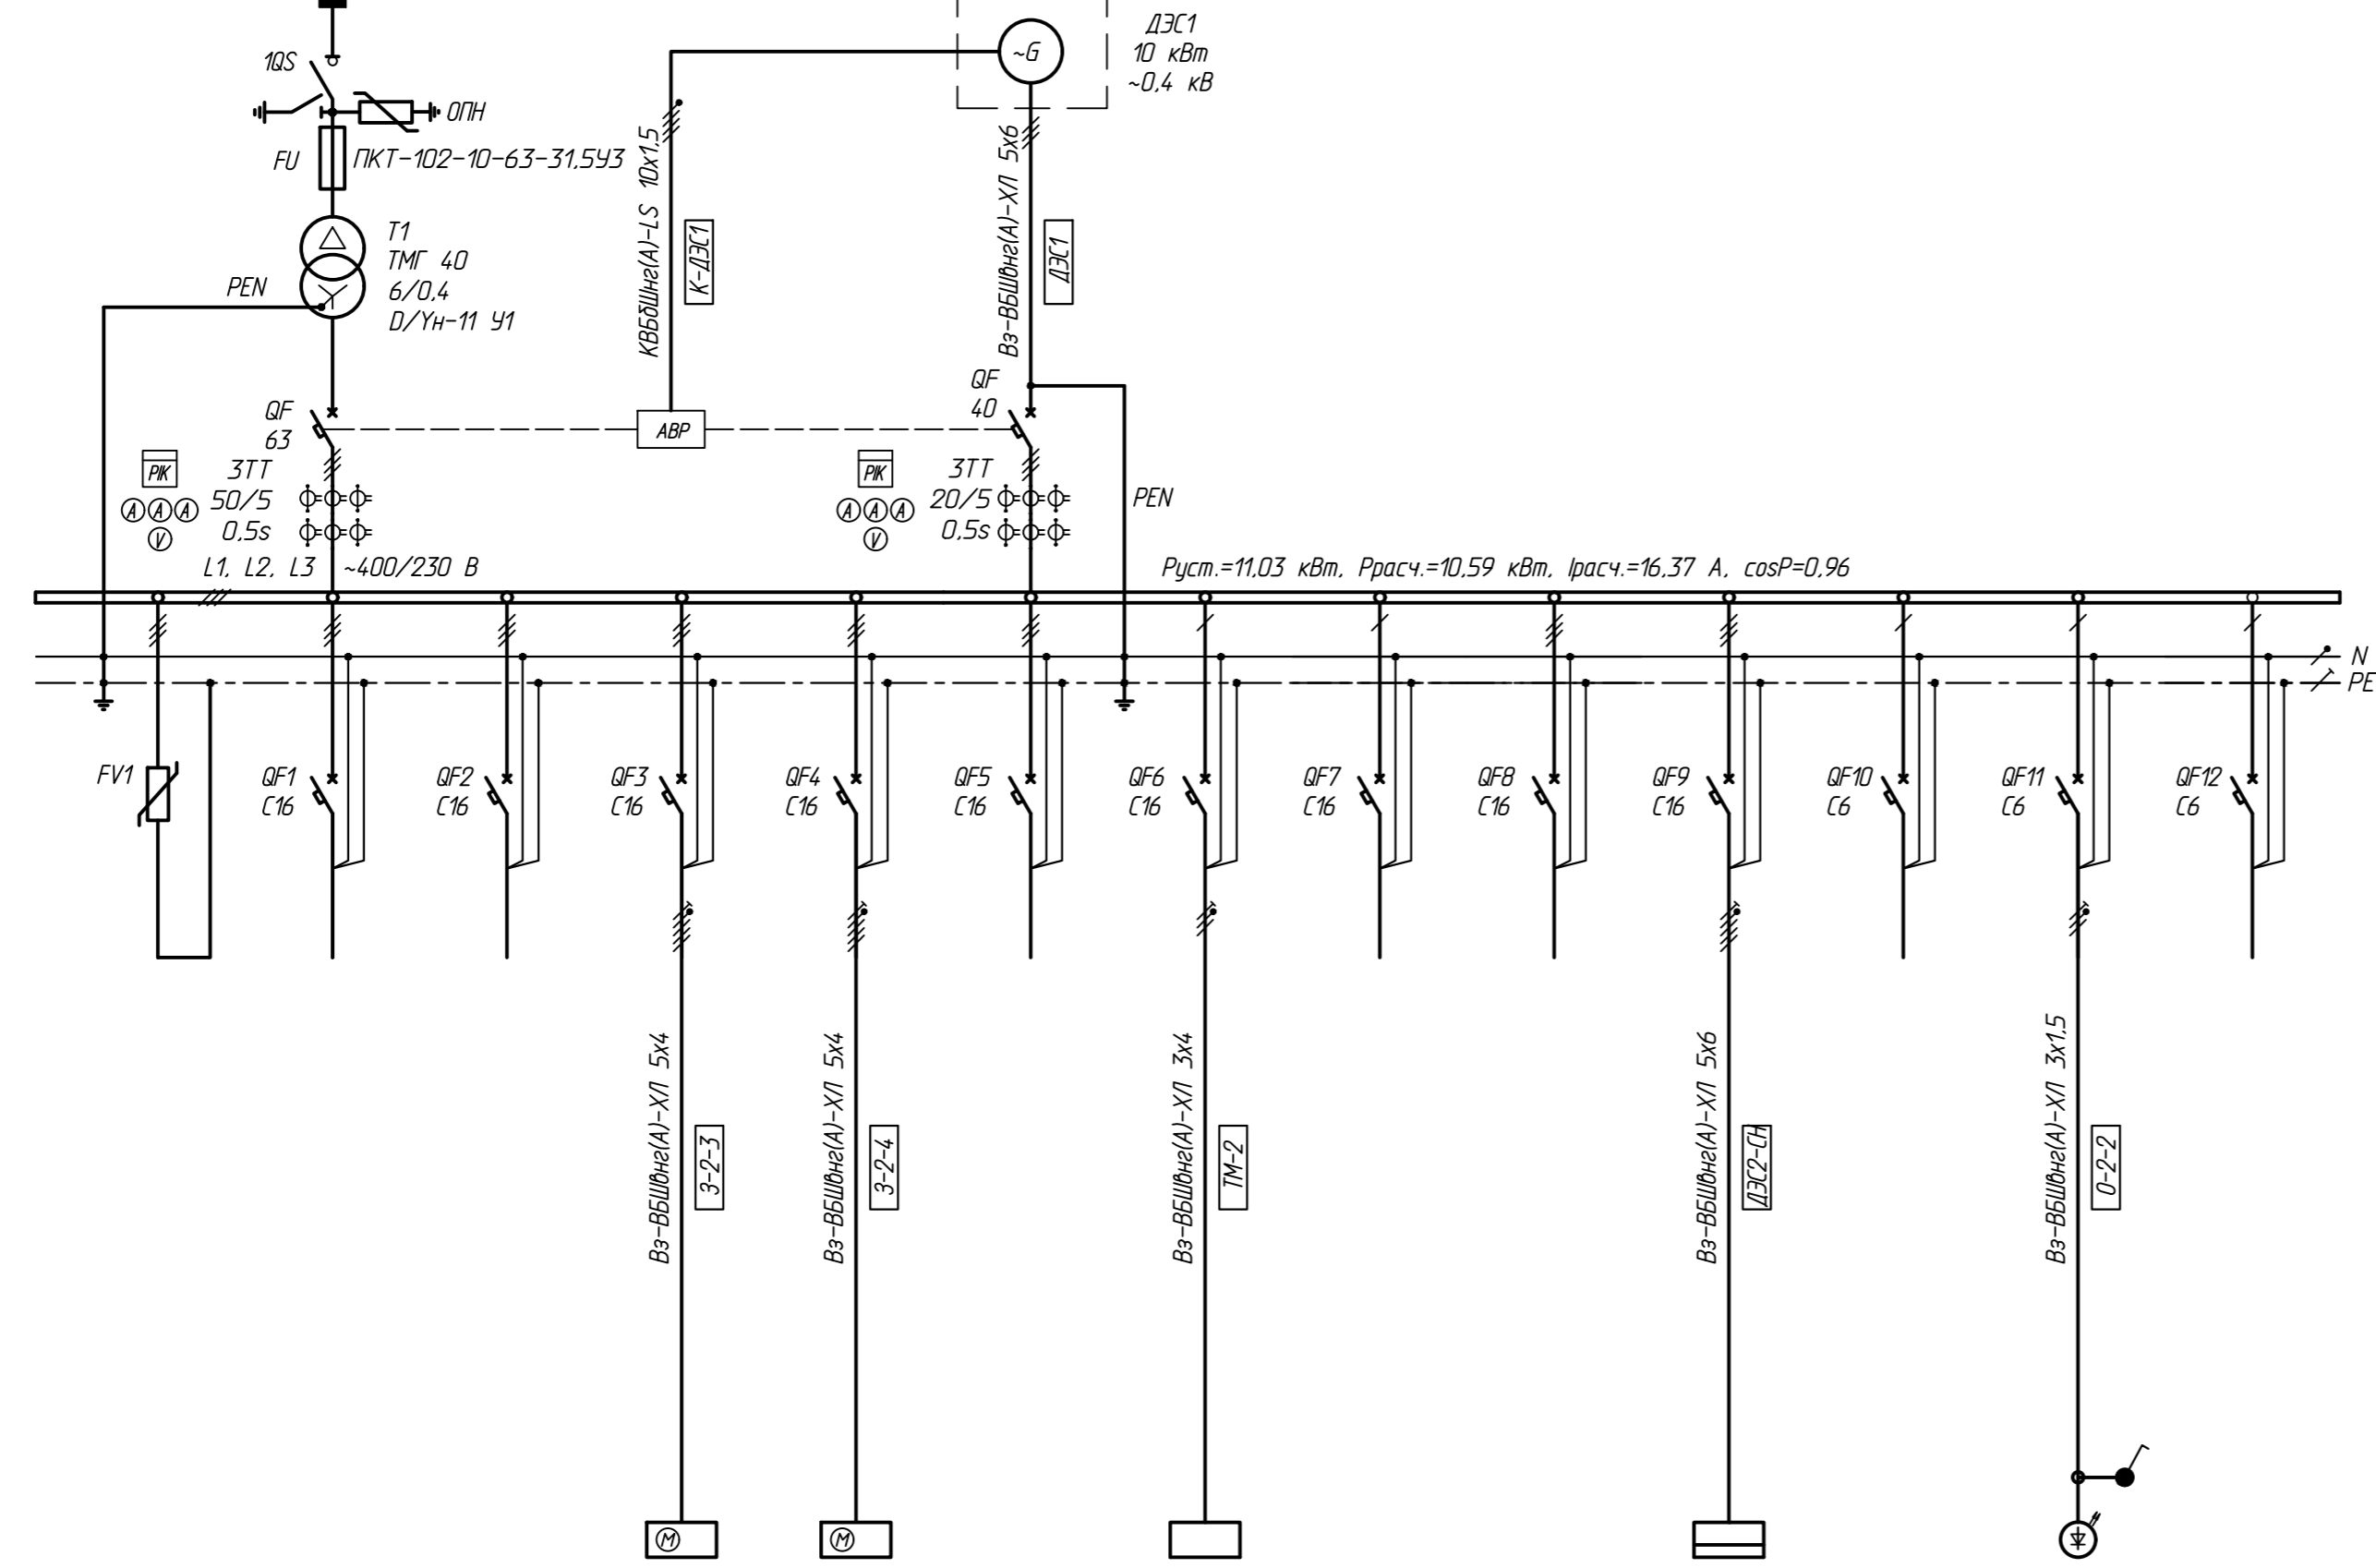 ДЭС1
10 кВт
~0,4 кВ
~G
1QS
ОПН
FU
ПКТ-102-10-63-31,5У3
КВБбШнг(А)-LS 10х1,5
К-ДЭС1
Вз-ВБШвнг(А)-ХЛ 5х6
ДЭС1
Т1
ТМГ 40
6/0,4
D/Yн-11 У1
PEN
QF
63
АВР
QF
40
PIK
3ТТ
50/5
0,5s
A A A
V
PIK
3ТТ
20/5
0,5s
A A A
V
PEN
L1, L2, L3 ~400/230 В
Pуст.=11,03 кВт, Pрасч.=10,59 кВт, Iрасч.=16,37 А, cosP=0,96
N
PE
FV1
QF1
C16
QF2
C16
QF3
C16
QF4
C16
QF5
C16
QF6
C16
QF7
C16
QF8
C16
QF9
C16
QF10
C6
QF11
C6
QF12
C6
Вз-ВБШвнг(А)-ХЛ 5х4
З-2-3
Вз-ВБШвнг(А)-ХЛ 5х4
З-2-4
Вз-ВБШвнг(А)-ХЛ 3х4
ТМ-2
Вз-ВБШвнг(А)-ХЛ 5х6
ДЭС2-СН
Вз-ВБШвнг(А)-ХЛ 3х1,5
О-2-2
M
M